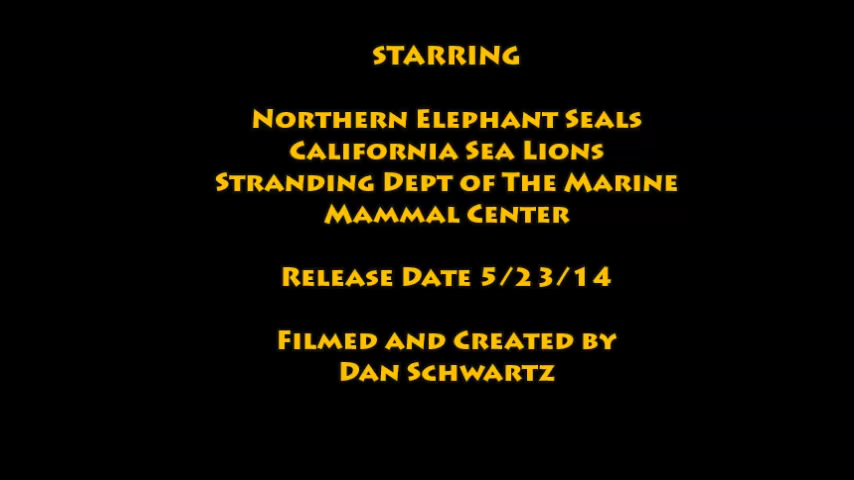 STARRING
NORTHERN ELEPHANT SEALS
CALIFORNIA SEA LIONS
STRANDING DEPT OF THE MARINE
MAMMAL CENTER
RELEASE DATE 5/23/14
FILMED AND CREATED BY
DAN SCHWARTZ